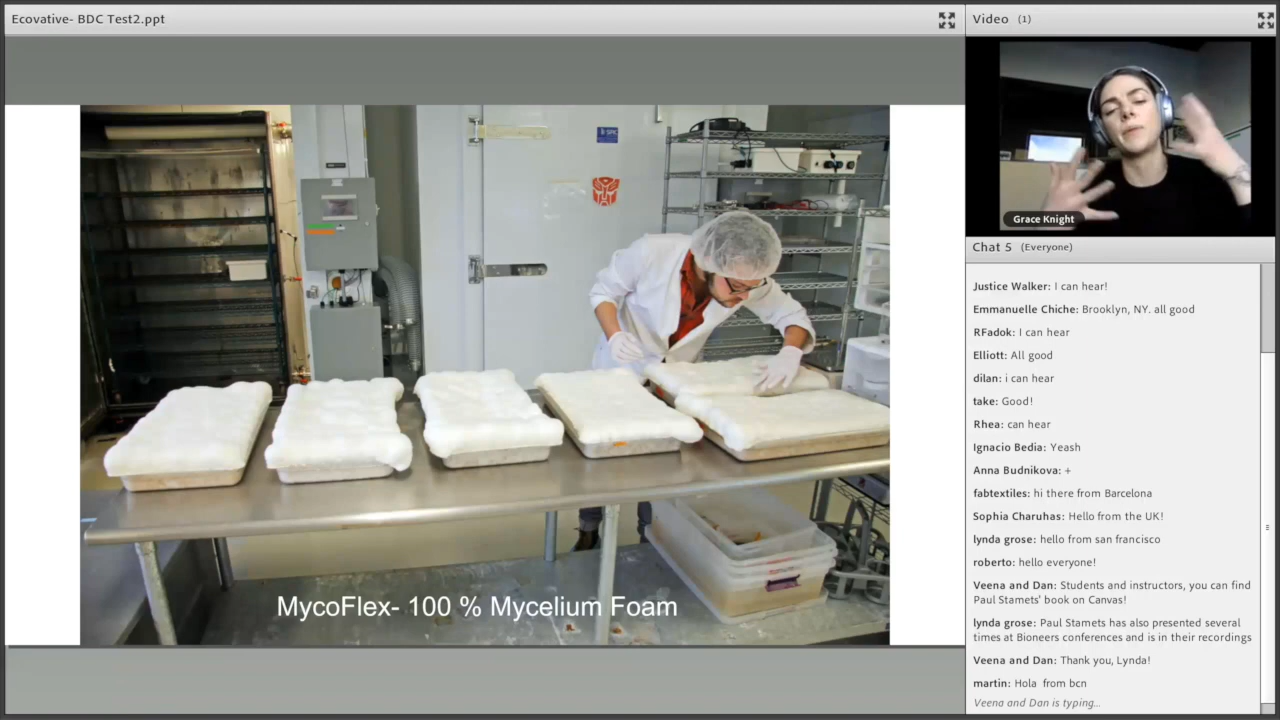 Ecovative- BDC Test2.ppt
MycoFlex- 100 % Mycelium Foam
Video (1)
Grace Knight
Chat 5 (Everyone)
Justice Walker: I can hear!
Emmanuelle Chiche: Brooklyn, NY. all good
RFadok: I can hear
Elliott: All good
dilan: i can hear
take: Good!
Rhea: can hear
Ignacio Bedia: Yeash
Anna Budnikova: +
fabtextiles: hi there from Barcelona
Sophia Charuhas: Hello from the UK!
lynda grose: hello from san francisco
roberto: hello everyone!
Veena and Dan: Students and instructors, you can find
Paul Stamets' book on Canvas!
lynda grose: Paul Stamets has also presented several
times at Bioneers conferences and is in their recordings
Veena and Dan: Thank you, Lynda!
martin: Hola from bcn
Veena and Dan is typing...